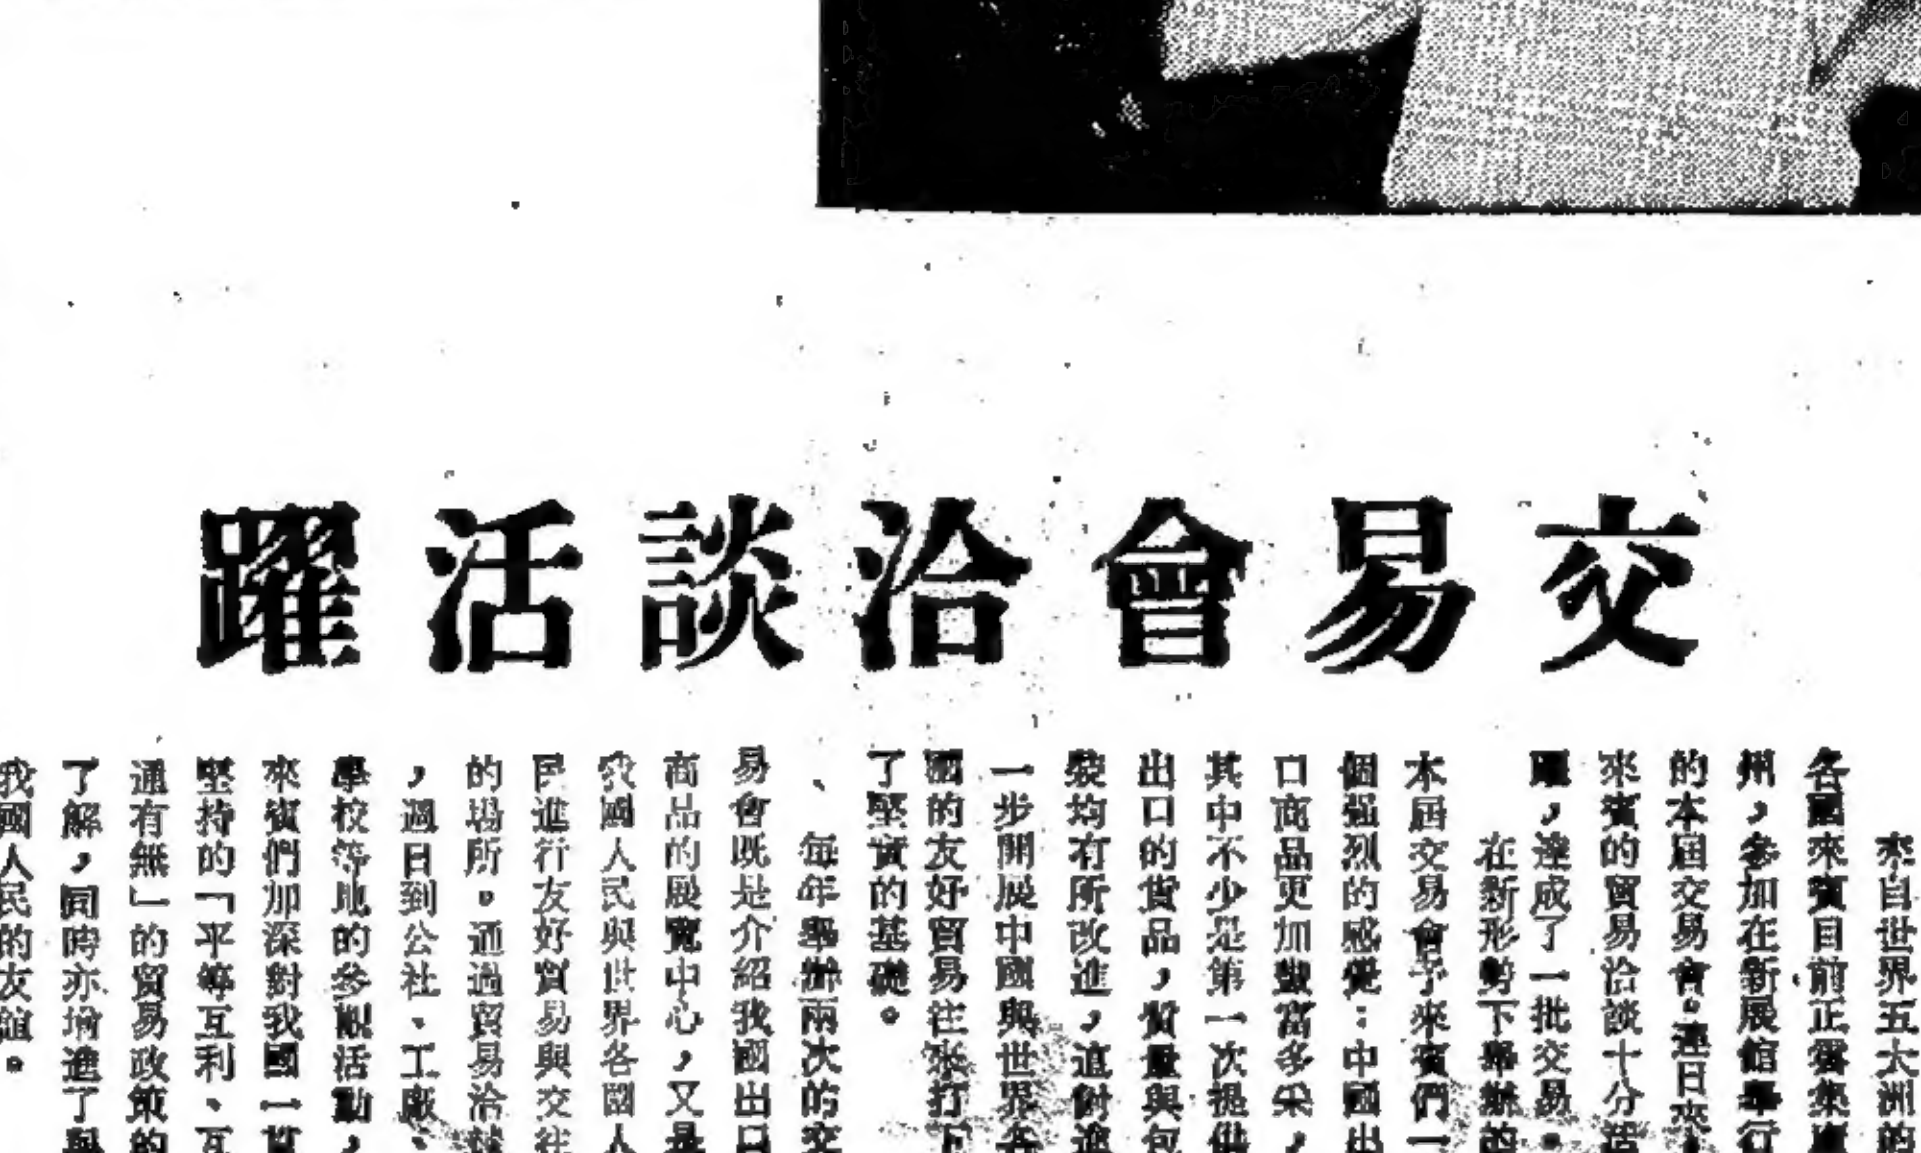 交易會洽談活躍
來自世界五大洲的
各國來賓目前正雲集廣
州，參加在新展館舉行
的本屆交易會。連日來，
來賓的貿易洽談十分活
躍，達成了一批交易。
在新形勢下舉辦的
本屆交易會予來賓們一
個强烈的感覺：中國出
口商品更加豐富多采，
其中不少是第一次提供
出口的貨品，質量與包
裝均有所改進，這對進
一步開展中國與世界各
國的友好貿易往來打下
了堅實的基礎。
每年舉辦兩次的交
易會既是介紹我國出口
商品的展覽中心，又是
我國人民與世界各國人
民進行友好貿易與交往
的場所。通過貿易洽談
，週日到公社、工廠、
學校等地的參觀活動，
來賓們加深對我國一貫
堅持的「平等互利、互
通有無」的貿易政策的
了解，同時亦增進了與
我國人民的友誼。